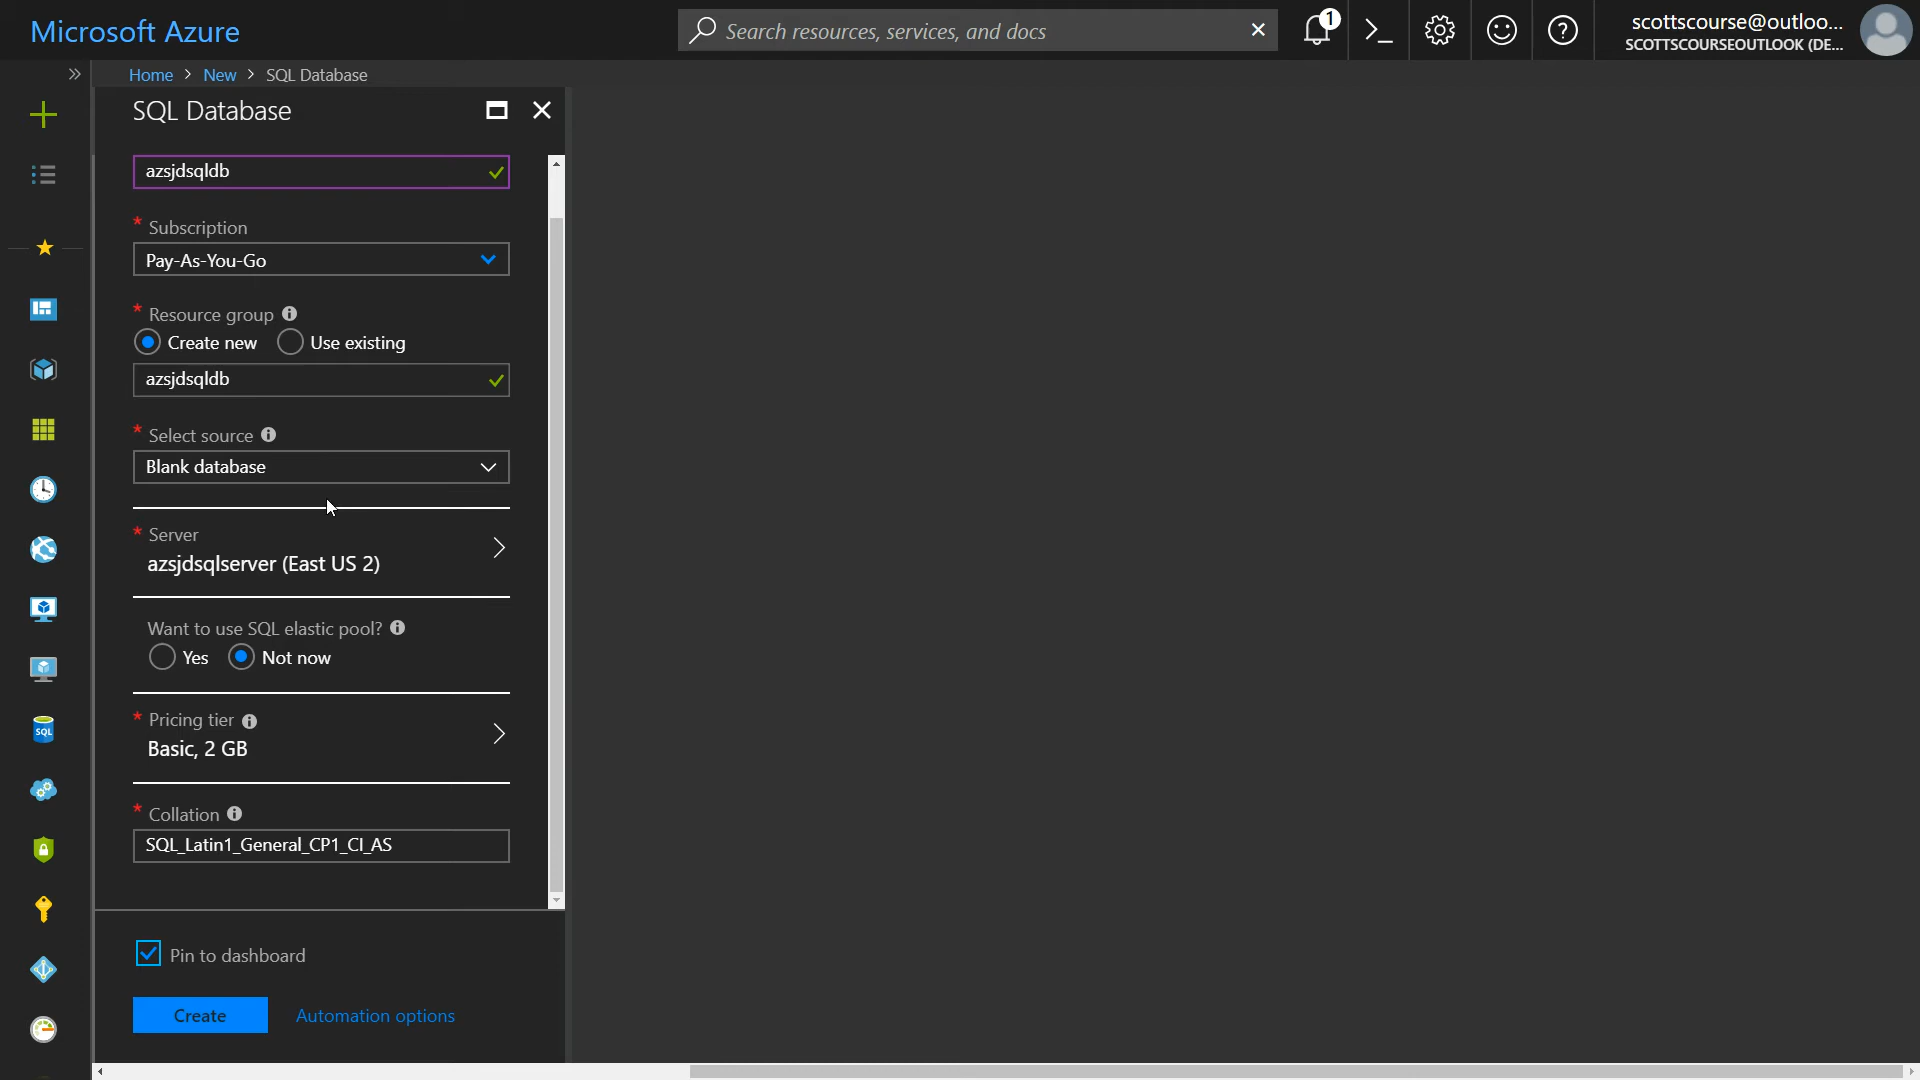 Microsoft Azure
Search resources, services, and docs
1
scottscourse@outloo...
SCOTTSCOURSEOUTLOOK (DE...
Home > New > SQL Database
SQL Database
azsjdsqldb
* Subscription
Pay-As-You-Go
* Resource group
Create new Use existing
azsjdsqldb
* Select source
Blank database
* Server
azsjdsqlserver (East US 2)
Want to use SQL elastic pool?
Yes Not now
SQL
* Pricing tier
Basic, 2 GB
* Collation
SQL_Latin1_General_CP1_CI_AS
Pin to dashboard
Create Automation options